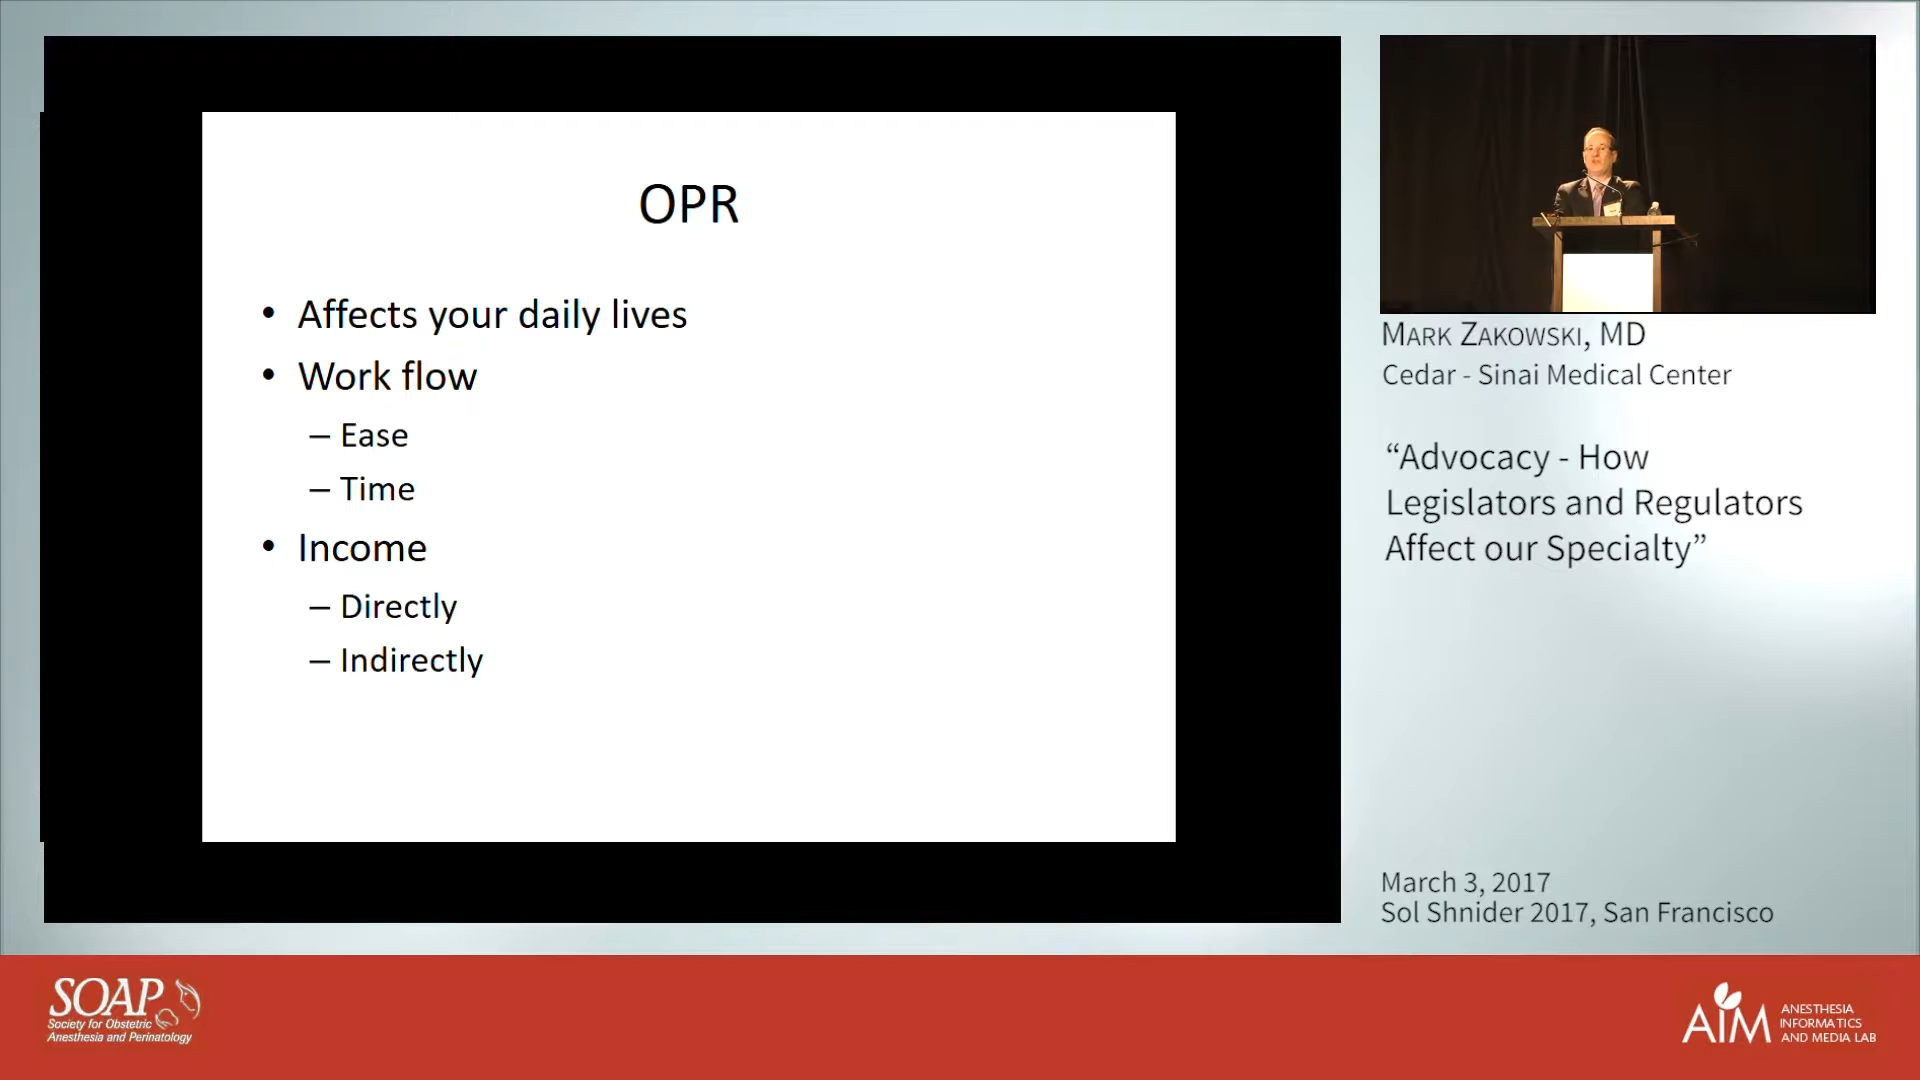 OPR
• Affects your daily lives
• Work flow
– Ease
– Time
• Income
– Directly
– Indirectly
MARK ZAKOWSKI, MD
Cedar - Sinai Medical Center
“Advocacy - How
Legislators and Regulators
Affect our Specialty”
March 3, 2017
Sol Shnider 2017, San Francisco
SOAP
Society for Obstetric
Anesthesia and Perinatology
AIM
ANESTHESIA
INFORMATICS
AND MEDIA LAB